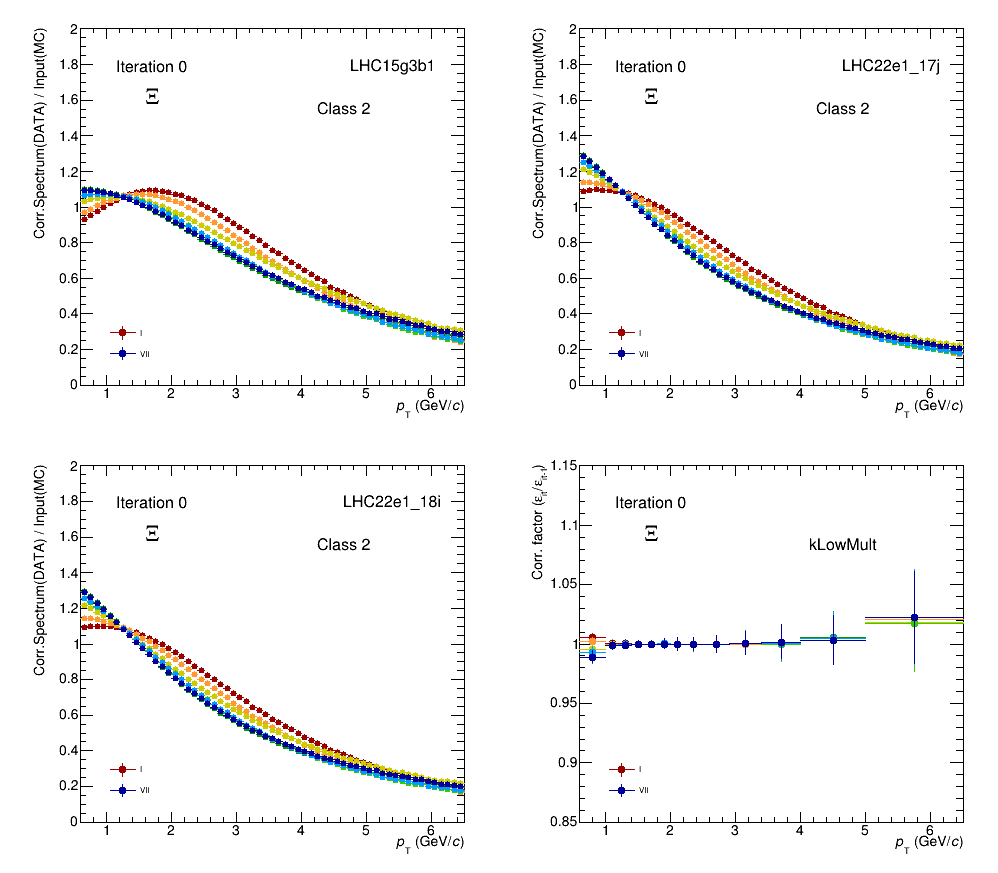 Corr.Spectrum(DATA) / Input(MC)
2
1.8
1.6
1.4
1.2
1
0.8
0.6
0.4
0.2
0
Iteration 0
LHC15g3b1
Ξ
Class 2
I
VII
1 2 3 4 5 6
p_T (GeV/c)
Corr.Spectrum(DATA) / Input(MC)
2
1.8
1.6
1.4
1.2
1
0.8
0.6
0.4
0.2
0
Iteration 0
LHC22e1_17j
Ξ
Class 2
I
VII
1 2 3 4 5 6
p_T (GeV/c)
Corr.Spectrum(DATA) / Input(MC)
2
1.8
1.6
1.4
1.2
1
0.8
0.6
0.4
0.2
0
Iteration 0
LHC22e1_18i
Ξ
Class 2
I
VII
1 2 3 4 5 6
p_T (GeV/c)
Corr. factor (ε_it/ε_it-1)
1.15
1.1
1.05
1
0.95
0.9
0.85
Iteration 0
Ξ
kLowMult
I
VII
1 2 3 4 5 6
p_T (GeV/c)